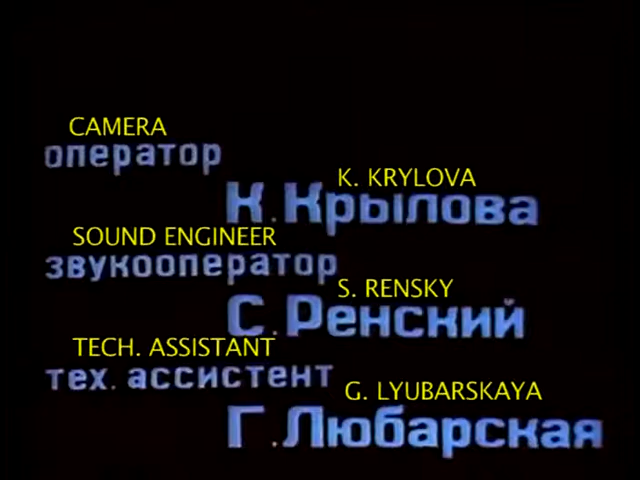 CAMERA
оператор
K. KRYLOVA
К.Крылова
SOUND ENGINEER
звукооператор
S. RENSKY
С.Ренский
TECH. ASSISTANT
тех. ассистент
G. LYUBARSKAYA
Г.Любарская